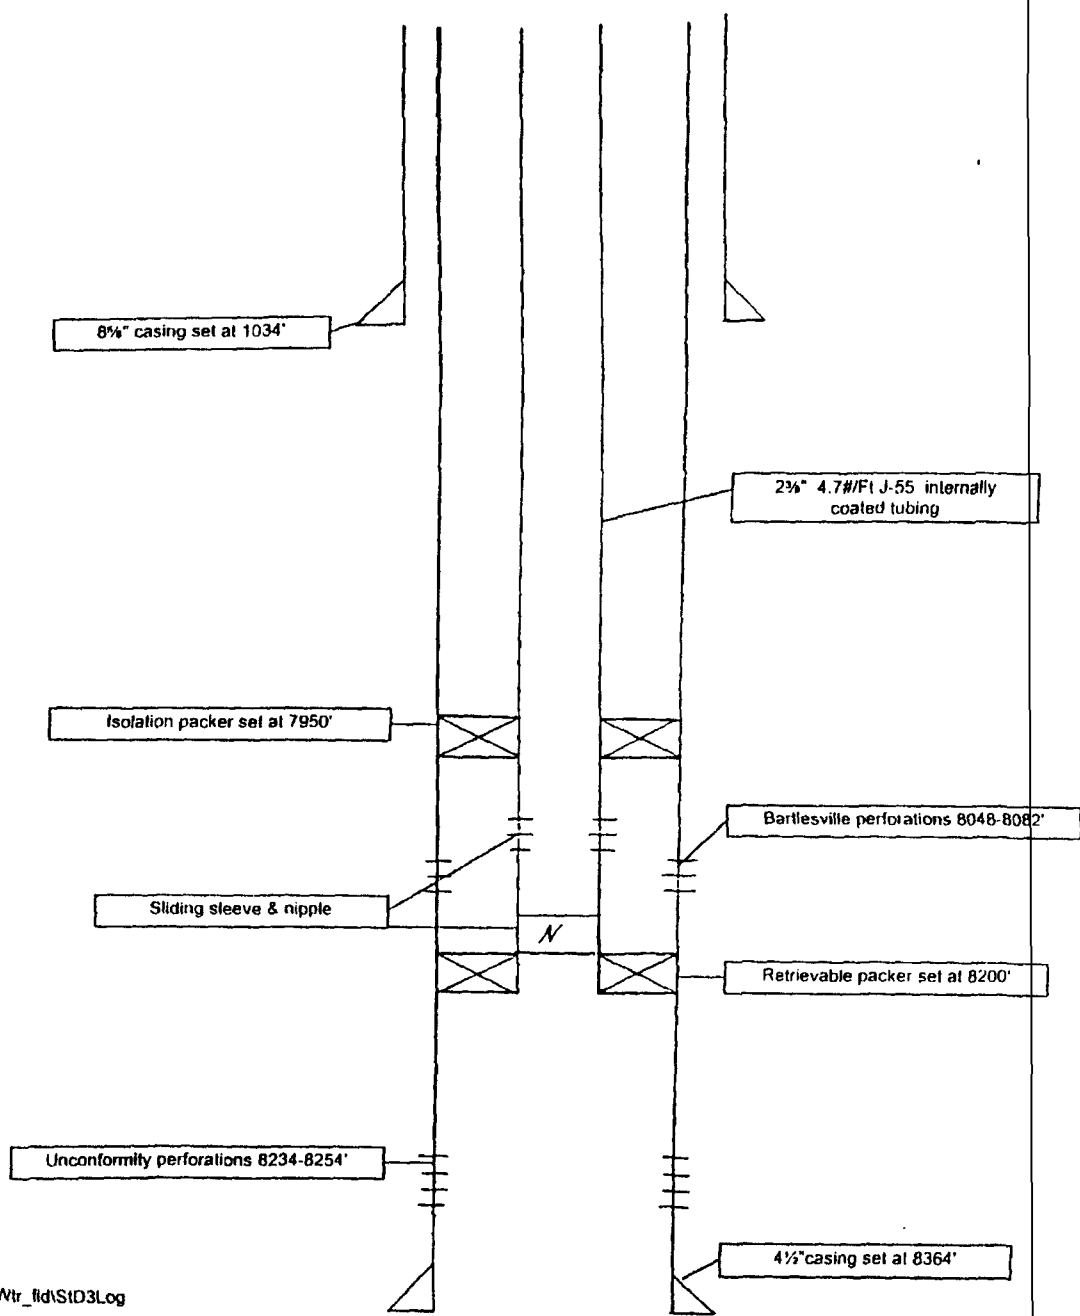 8⅝" casing set at 1034'
2⅜" 4.7#/Ft J-55 internally
coated tubing
Isolation packer set at 7950'
Bartlesville perforations 8048-8082'
Sliding sleeve & nipple
N
Retrievable packer set at 8200'
Unconformity perforations 8234-8254'
4½"casing set at 8364'
Wtr_fld\StD3Log